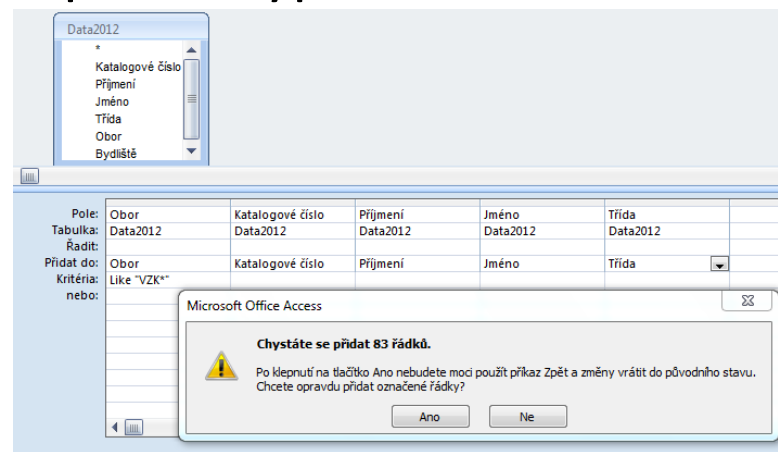 Data2012
*
Katalogové číslo
Příjmení
Jméno
Třída
Obor
Bydliště
Pole: Obor Katalogové číslo Příjmení Jméno Třída
Tabulka: Data2012 Data2012 Data2012 Data2012 Data2012
Řadit:
Přidat do: Obor Katalogové číslo Příjmení Jméno Třída
Kritéria: Like "VZK*"
nebo:
Microsoft Office Access
Chystáte se přidat 83 řádků.
Po klepnutí na tlačítko Ano nebudete moci použít příkaz Zpět a změny vrátit do původního stavu.
Chcete opravdu přidat označené řádky?
Ano Ne